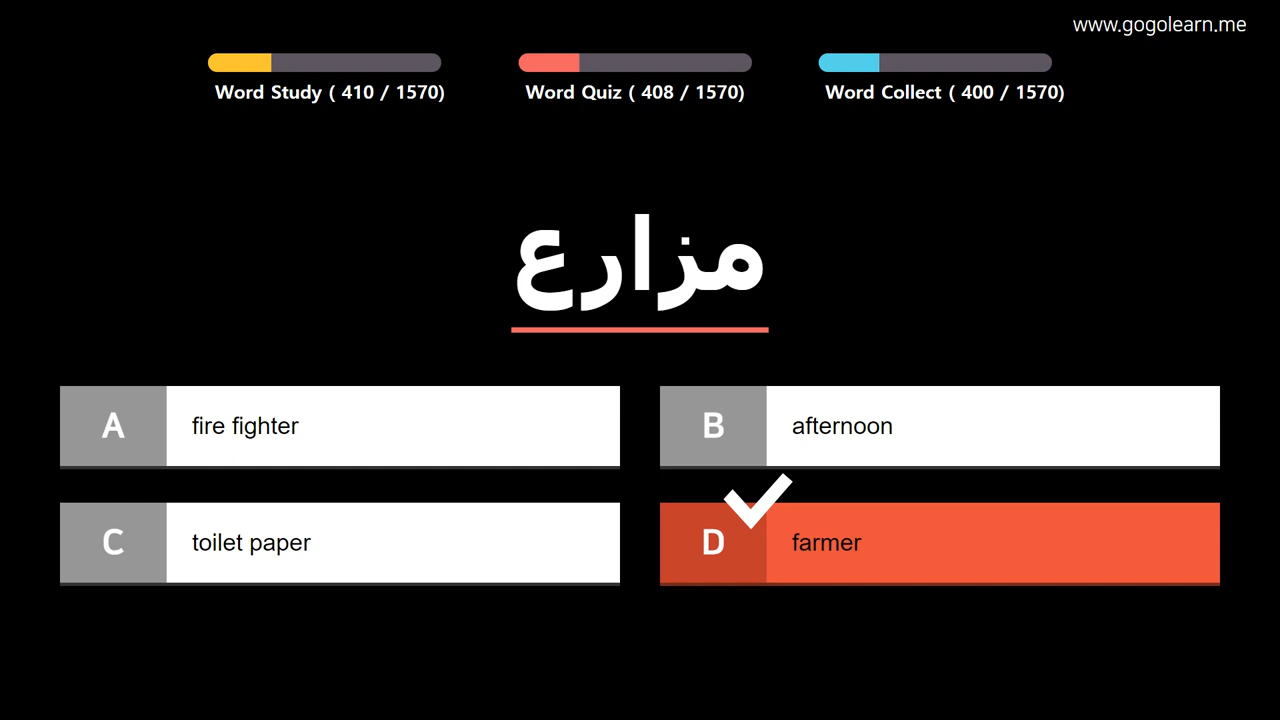 www.gogolearn.me
Word Study ( 410 / 1570)
Word Quiz ( 408 / 1570)
Word Collect ( 400 / 1570)
مزارع
A fire fighter
B afternoon
C toilet paper
D farmer